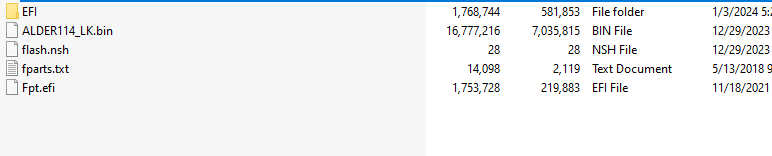 EFI 1,768,744 581,853 File folder 1/3/2024 5:
ALDER114_LK.bin 16,777,216 7,035,815 BIN File 12/29/2023
flash.nsh 28 28 NSH File 12/29/2023
fparts.txt 14,098 2,119 Text Document 5/13/2018 9
Fpt.efi 1,753,728 219,883 EFI File 11/18/2021